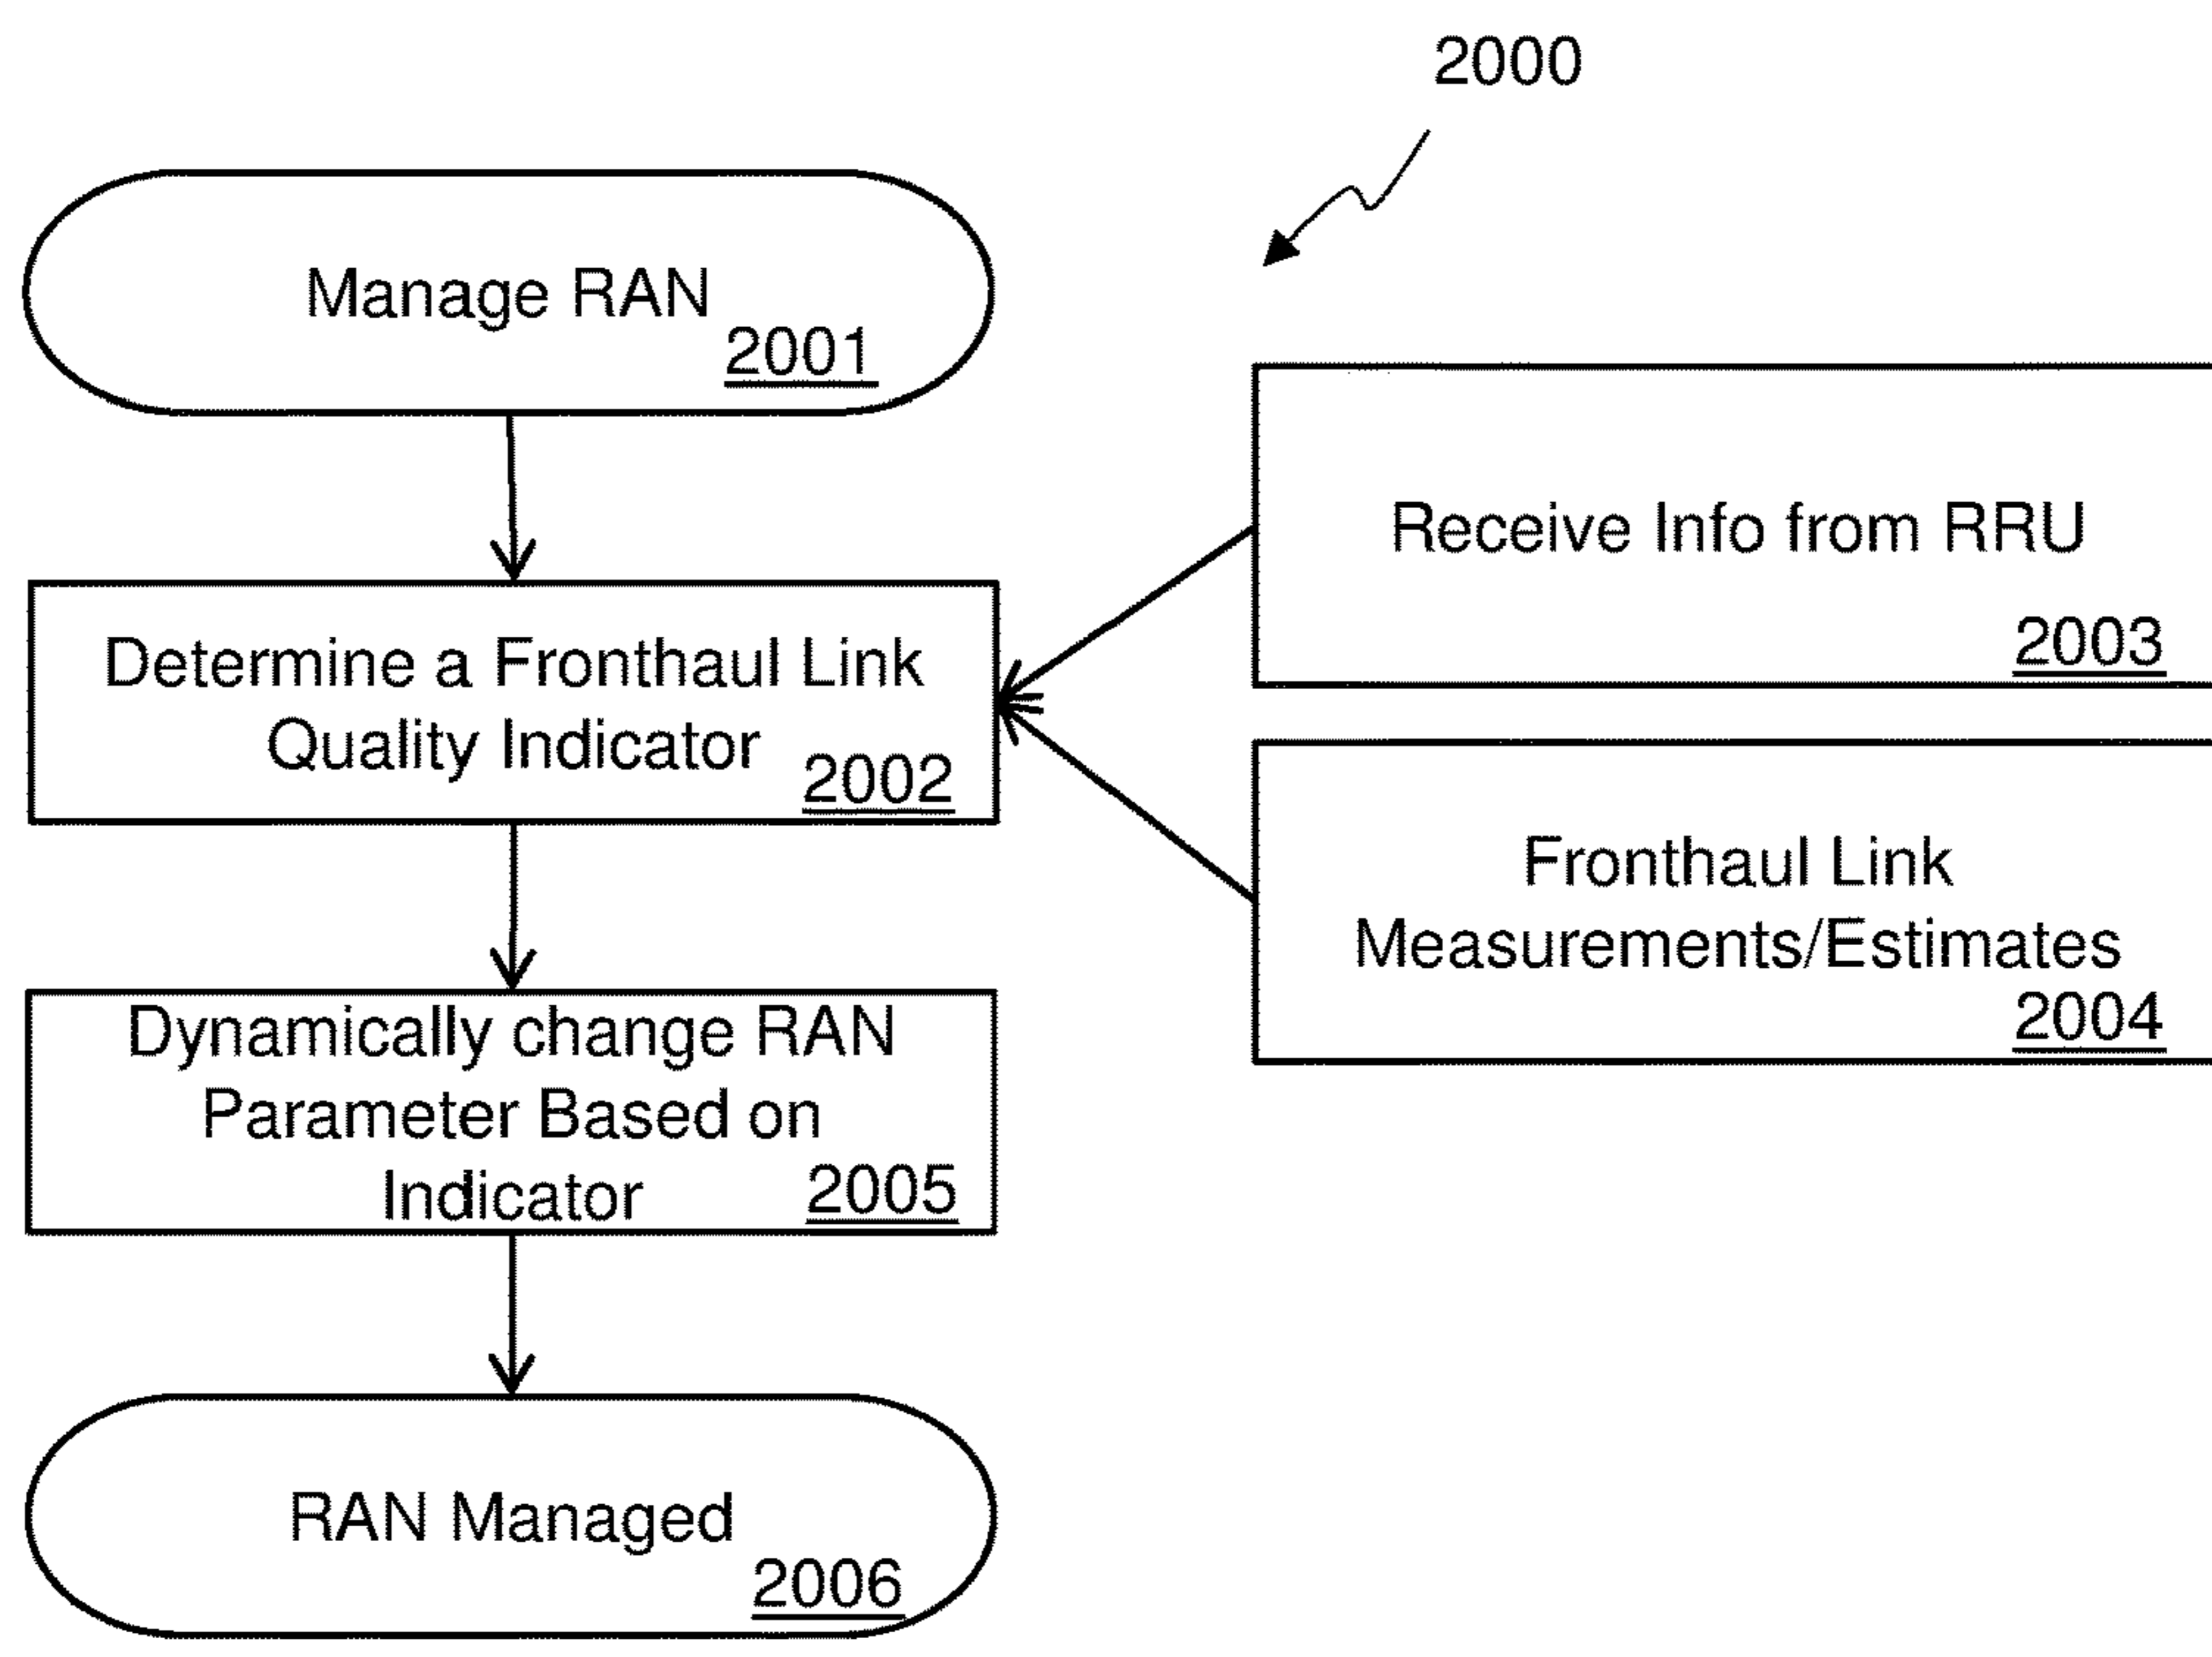 2000
Manage RAN
2001
Receive Info from RRU
2003
Determine a Fronthaul Link
Quality Indicator
2002
Fronthaul Link
Measurements/Estimates
2004
Dynamically change RAN
Parameter Based on
Indicator
2005
RAN Managed
2006